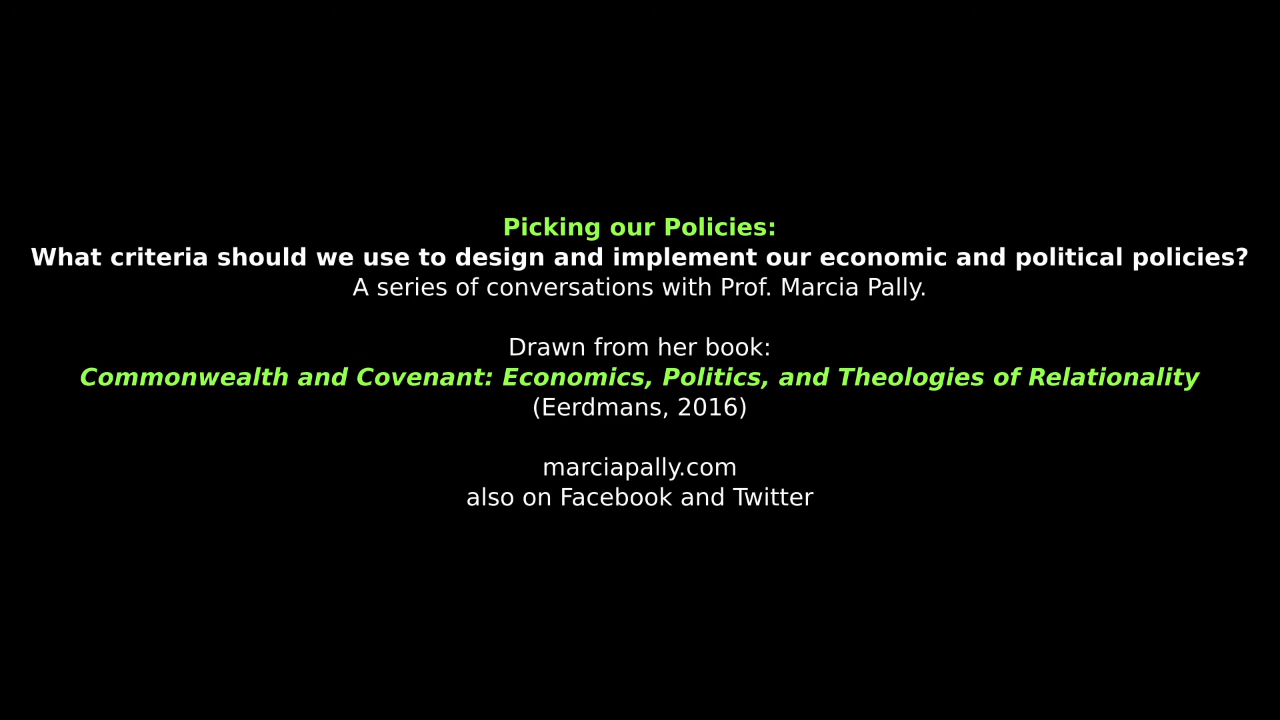 Picking our Policies:
What criteria should we use to design and implement our economic and political policies?
A series of conversations with Prof. Marcia Pally.
Drawn from her book:
Commonwealth and Covenant: Economics, Politics, and Theologies of Relationality
(Eerdmans, 2016)
marciapally.com
also on Facebook and Twitter